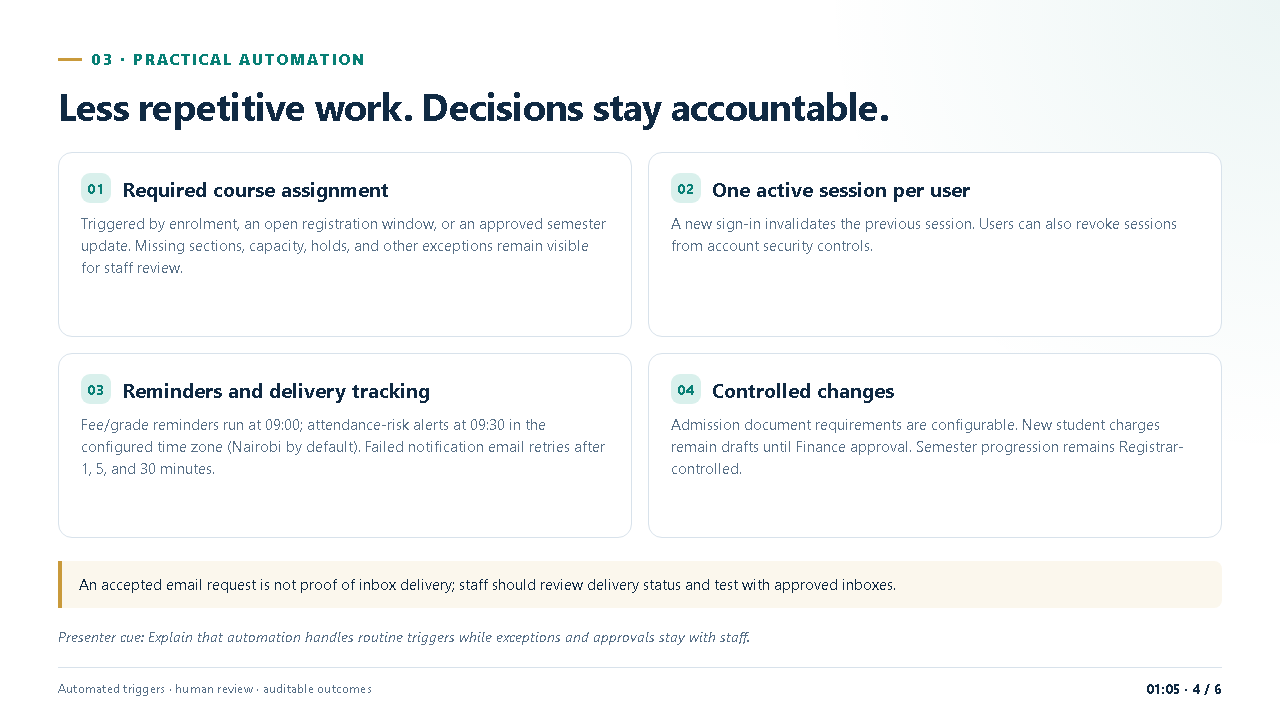 03 · PRACTICAL AUTOMATION
Less repetitive work. Decisions stay accountable.
01 Required course assignment
Triggered by enrolment, an open registration window, or an approved semester
update. Missing sections, capacity, holds, and other exceptions remain visible
for staff review.
02 One active session per user
A new sign-in invalidates the previous session. Users can also revoke sessions
from account security controls.
03 Reminders and delivery tracking
Fee/grade reminders run at 09:00; attendance-risk alerts at 09:30 in the
configured time zone (Nairobi by default). Failed notification email retries after
1, 5, and 30 minutes.
04 Controlled changes
Admission document requirements are configurable. New student charges
remain drafts until Finance approval. Semester progression remains Registrar-
controlled.
An accepted email request is not proof of inbox delivery; staff should review delivery status and test with approved inboxes.
Presenter cue: Explain that automation handles routine triggers while exceptions and approvals stay with staff.
Automated triggers · human review · auditable outcomes
01:05 · 4 / 6